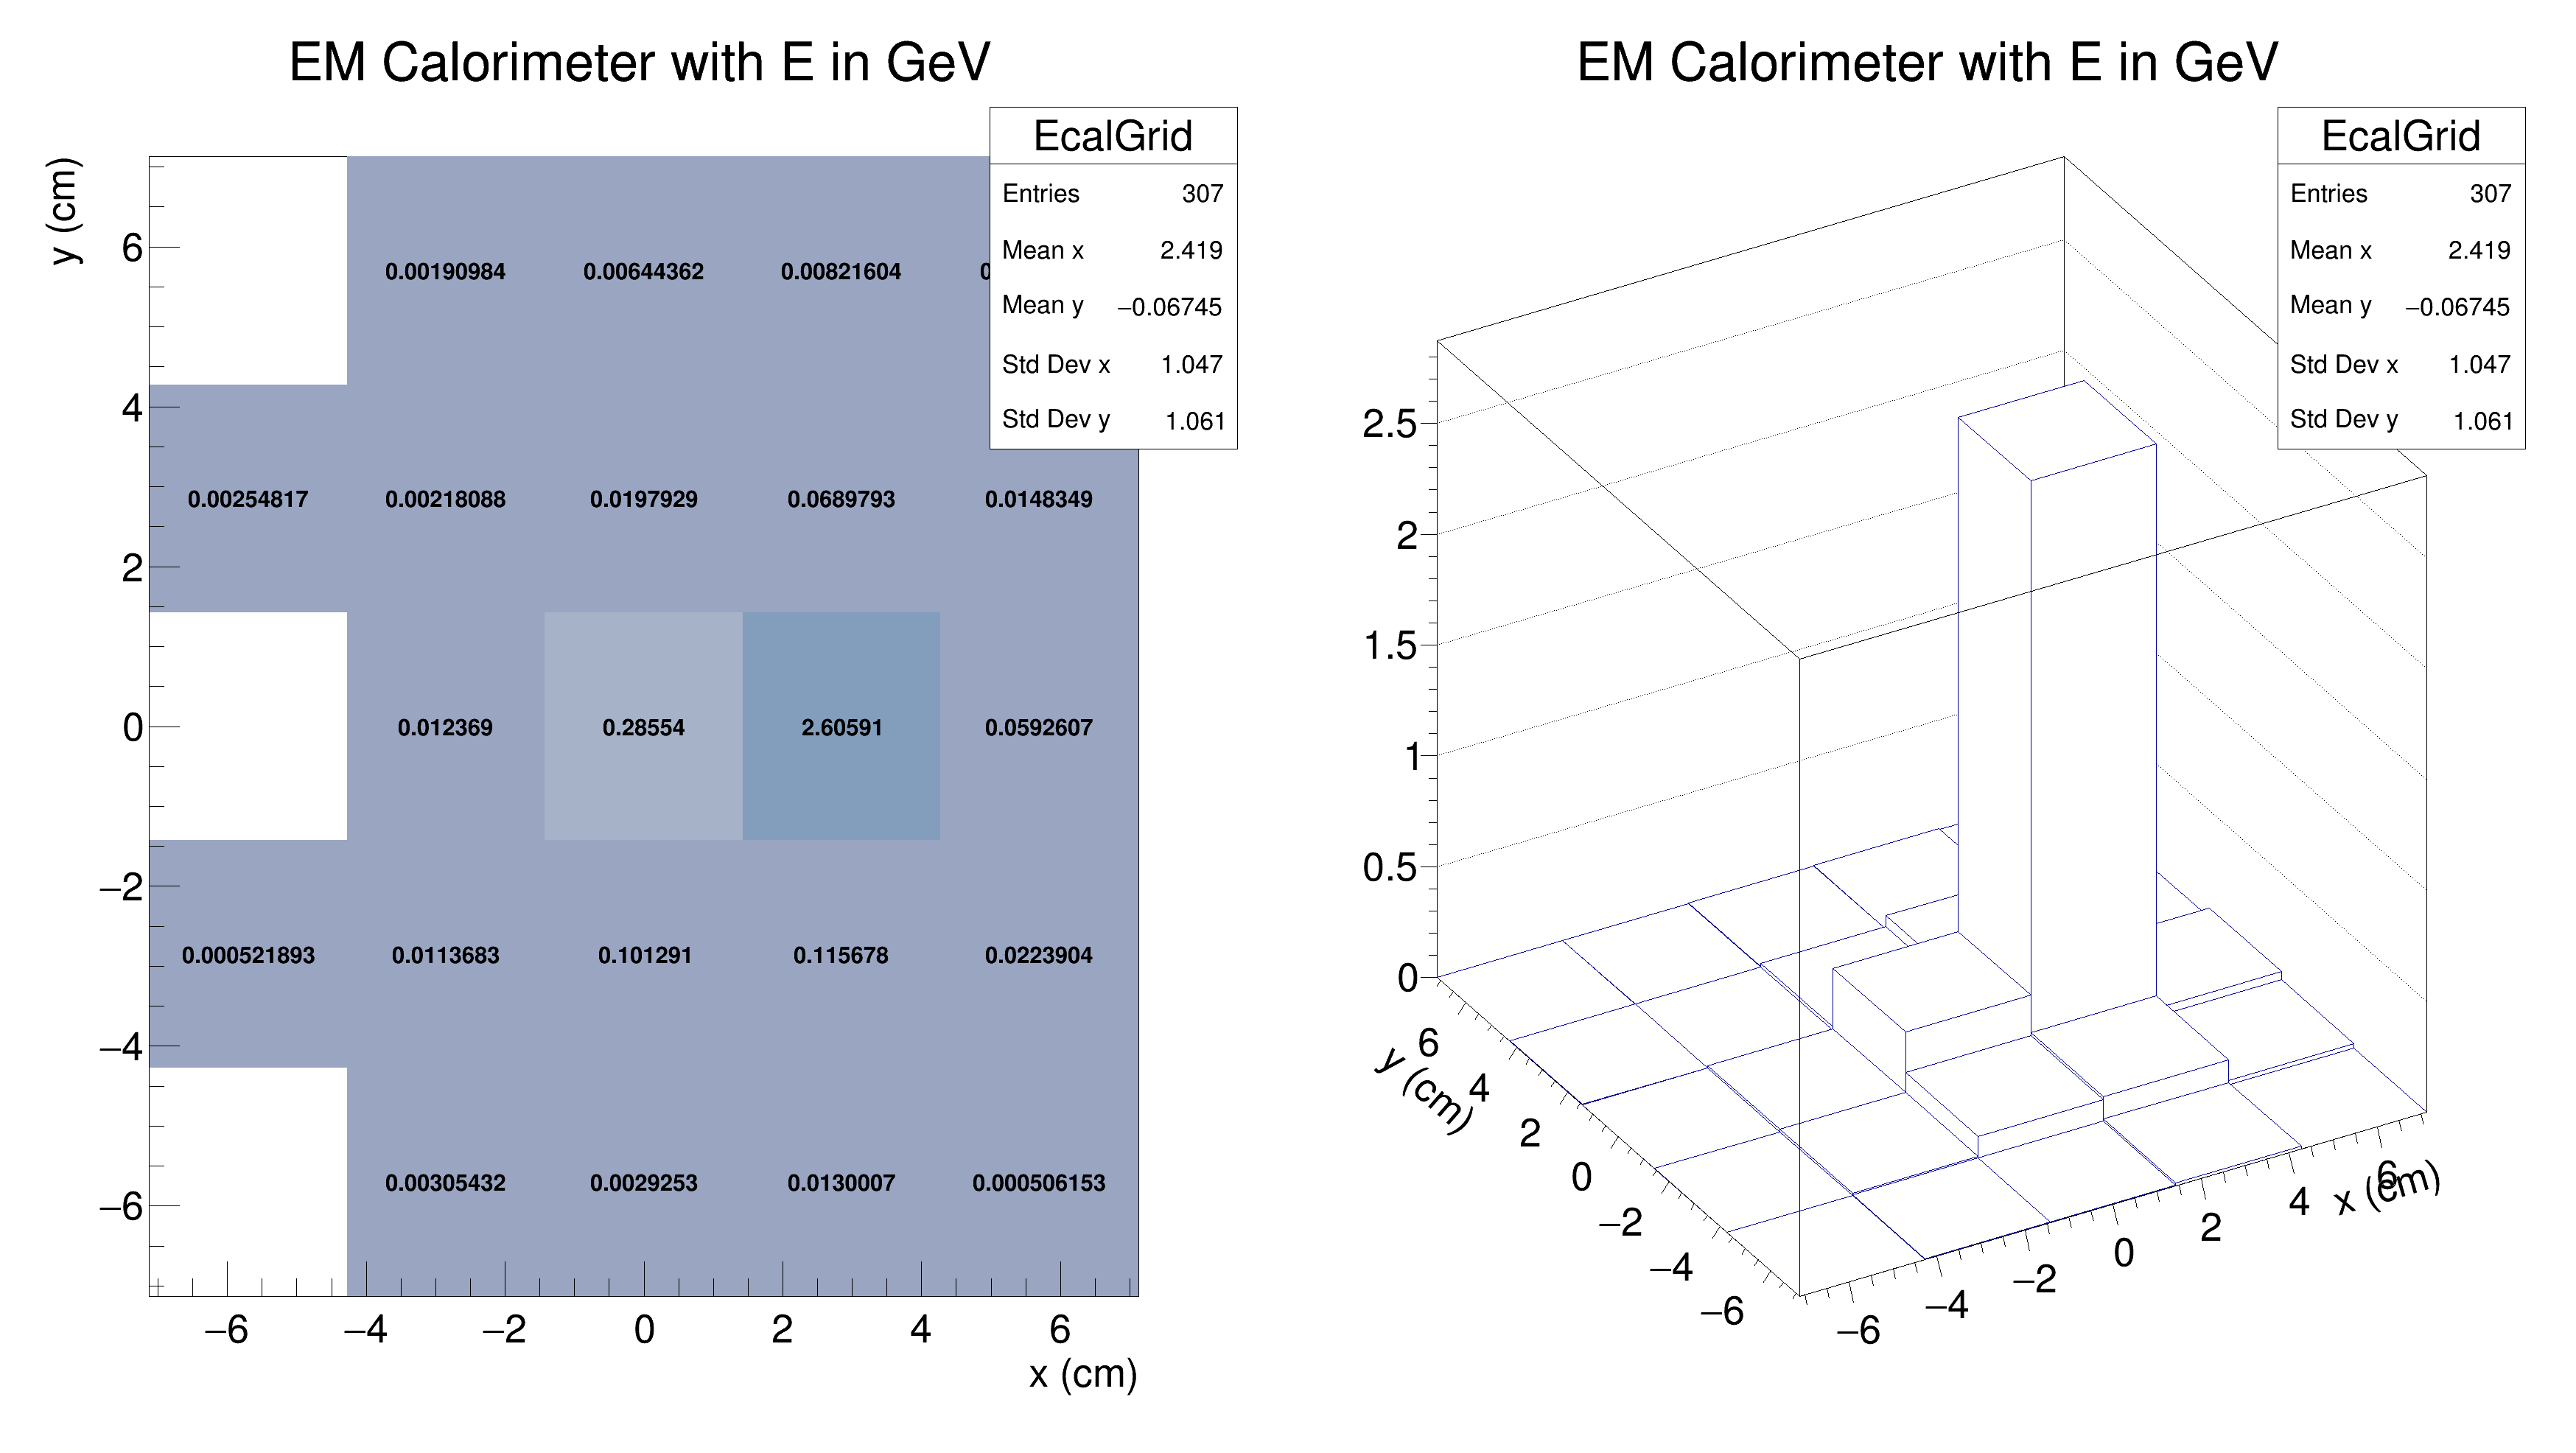 EM Calorimeter with E in GeV
EcalGrid
Entries 307
Mean x 2.419
Mean y −0.06745
Std Dev x 1.047
Std Dev y 1.061
y (cm)
6
4
2
0
−2
−4
−6
0.00190984 0.00644362 0.00821604
0.00254817 0.00218088 0.0197929 0.0689793 0.0148349
0.012369 0.28554 2.60591 0.0592607
0.000521893 0.0113683 0.101291 0.115678 0.0223904
0.00305432 0.0029253 0.0130007 0.000506153
−6 −4 −2 0 2 4 6
x (cm)
EM Calorimeter with E in GeV
EcalGrid
Entries 307
Mean x 2.419
Mean y −0.06745
Std Dev x 1.047
Std Dev y 1.061
2.5
2
1.5
1
0.5
0
6
4
2
0
−2
−4
−6
y (cm)
−6
−4
−2
0
2
4
6
x (cm)